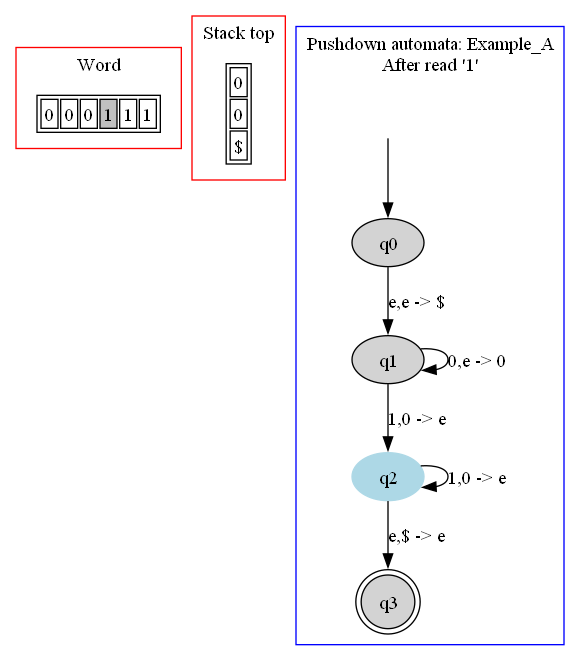 Word
0 0 0 1 1 1
Stack top
0
0
$
Pushdown automata: Example_A
After read '1'
q0
e,e -> $
q1
0,e -> 0
1,0 -> e
q2
1,0 -> e
e,$ -> e
q3